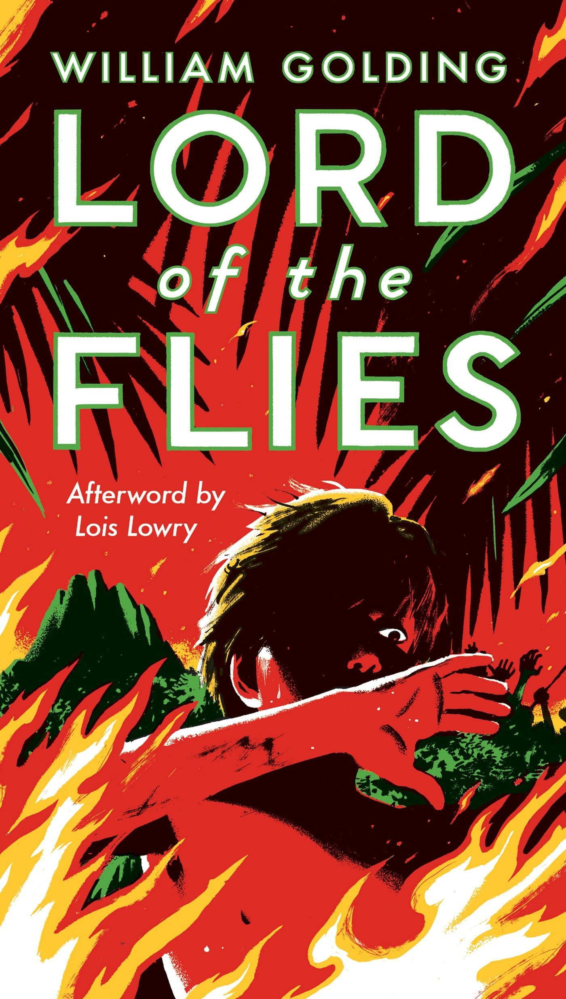 WILLIAM GOLDING
LORD
of the
FLIES
Afterword by
Lois Lowry